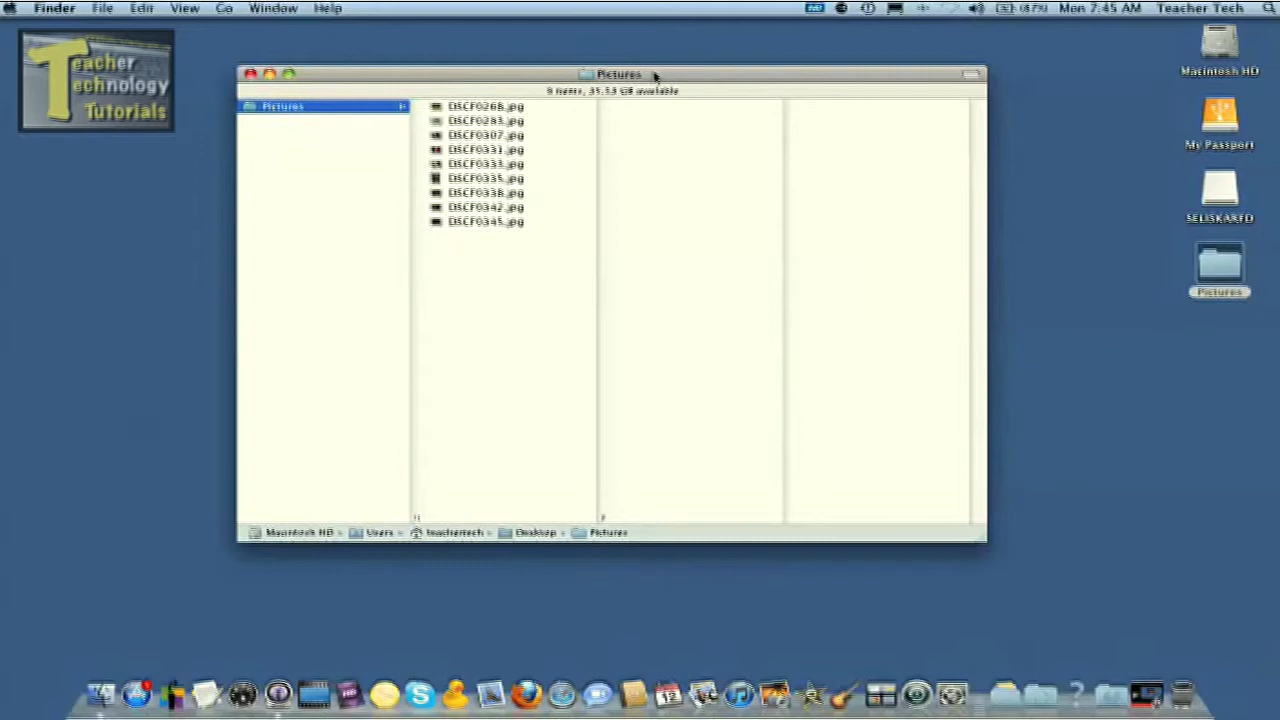 Finder File Edit View Go Window Help
(87%) Mon 7:45 AM Teacher Tech
Teacher
Technology
Tutorials
Pictures
9 items, 35.53 GB available
Pictures
DSCF0268.jpg
DSCF0283.jpg
DSCF0307.jpg
DSCF0331.jpg
DSCF0333.jpg
DSCF0335.jpg
DSCF0338.jpg
DSCF0342.jpg
DSCF0345.jpg
Macintosh HD Users teachertech Desktop Pictures
Macintosh HD
My Passport
SELISKARFD
Pictures